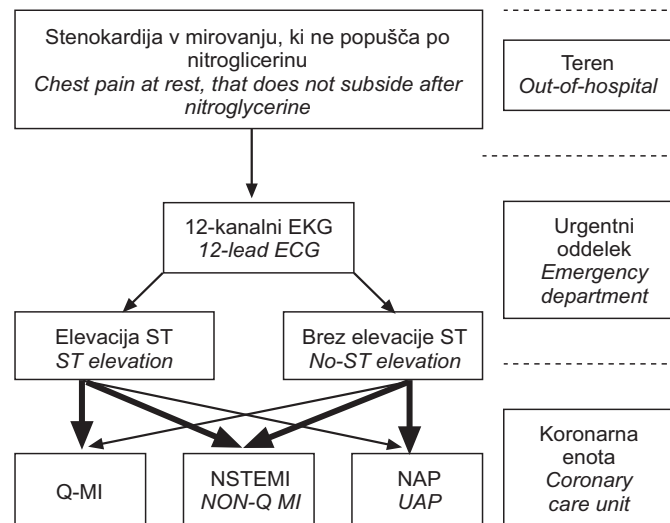 Stenokardija v mirovanju, ki ne popušča po
nitroglicerinu
Chest pain at rest, that does not subside after
nitroglycerine
Teren
Out-of-hospital
12-kanalni EKG
12-lead ECG
Urgentni
oddelek
Emergency
department
Elevacija ST
ST elevation
Brez elevacije ST
No-ST elevation
Q-MI
NSTEMI
NON-Q MI
NAP
UAP
Koronarna
enota
Coronary
care unit